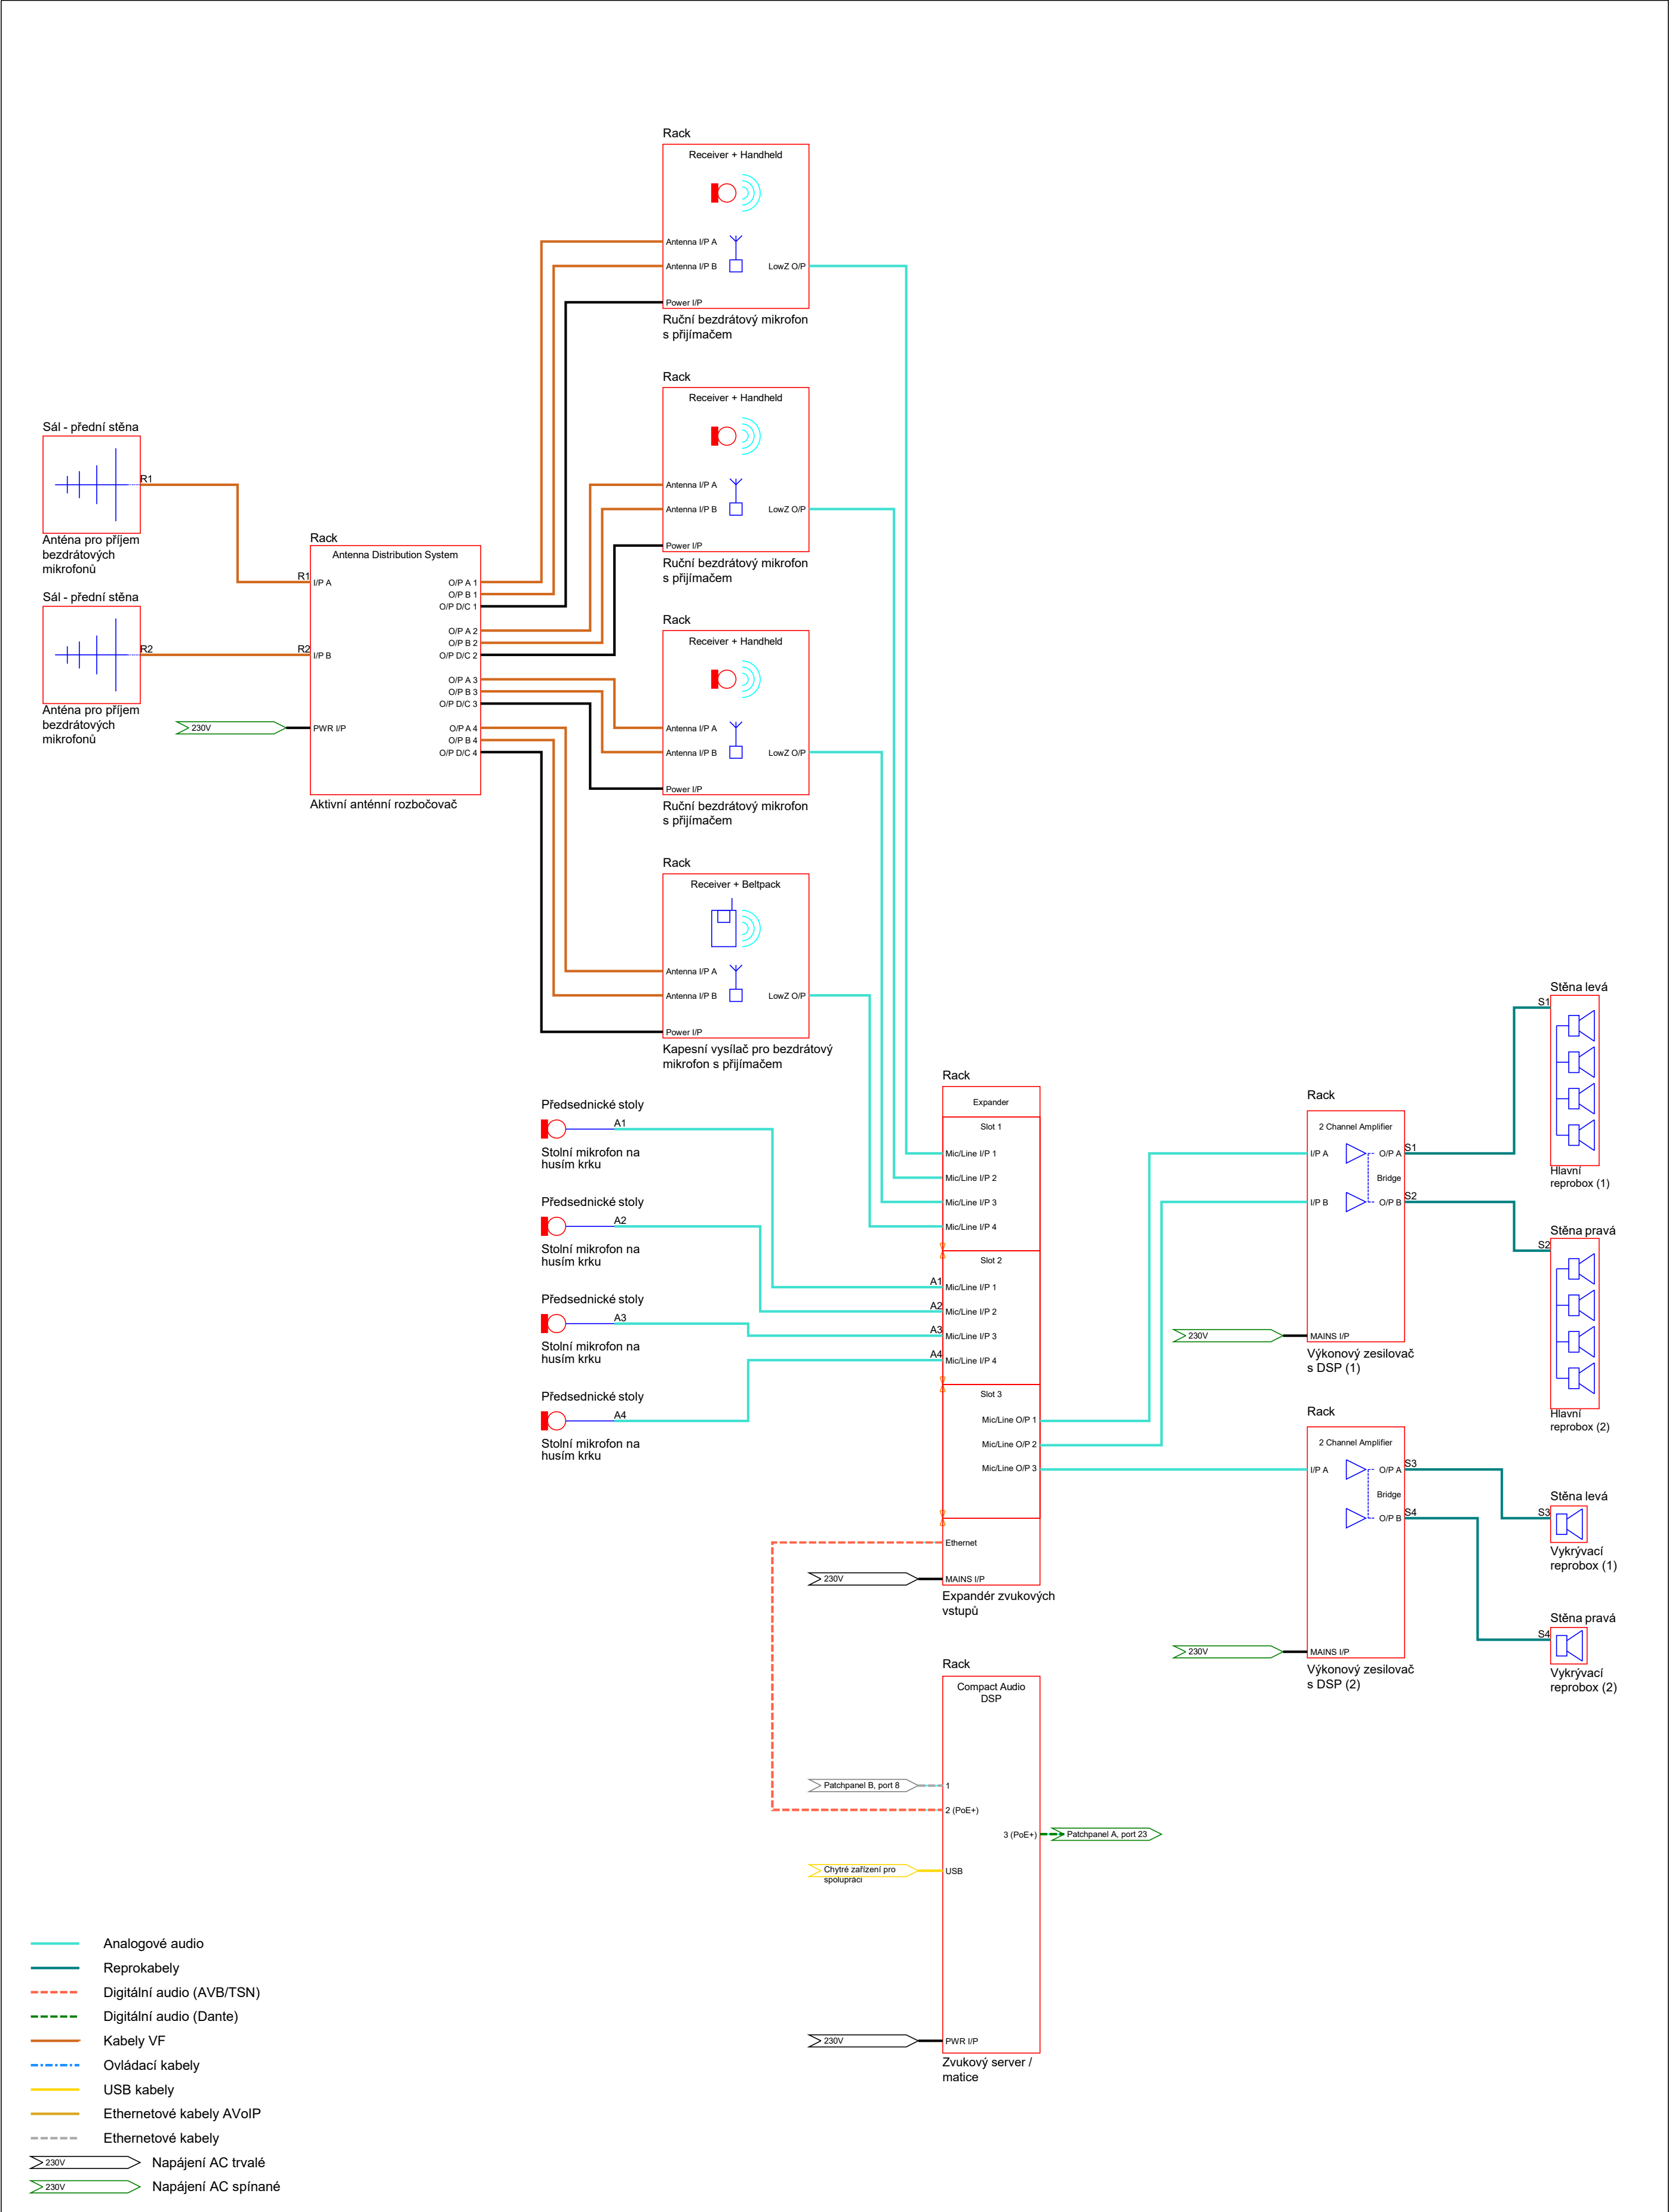 Rack
Receiver + Handheld
Antenna I/P A
Antenna I/P B
LowZ O/P
Power I/P
Ruční bezdrátový mikrofon
s přijímačem
Rack
Receiver + Handheld
Antenna I/P A
Antenna I/P B
LowZ O/P
Power I/P
Ruční bezdrátový mikrofon
s přijímačem
Sál - přední stěna
R1
Anténa pro příjem
bezdrátových
mikrofonů
Sál - přední stěna
R2
Anténa pro příjem
bezdrátových
mikrofonů
230V
Rack
Antenna Distribution System
R1
I/P A
R2
I/P B
PWR I/P
O/P A 1
O/P B 1
O/P D/C 1
O/P A 2
O/P B 2
O/P D/C 2
O/P A 3
O/P B 3
O/P D/C 3
O/P A 4
O/P B 4
O/P D/C 4
Aktivní anténní rozbočovač
Rack
Receiver + Handheld
Antenna I/P A
Antenna I/P B
LowZ O/P
Power I/P
Ruční bezdrátový mikrofon
s přijímačem
Rack
Receiver + Beltpack
Antenna I/P A
Antenna I/P B
LowZ O/P
Power I/P
Kapesní vysílač pro bezdrátový
mikrofon s přijímačem
Předsednické stoly
A1
Stolní mikrofon na
husím krku
Předsednické stoly
A2
Stolní mikrofon na
husím krku
Předsednické stoly
A3
Stolní mikrofon na
husím krku
Předsednické stoly
A4
Stolní mikrofon na
husím krku
Rack
Expander
Slot 1
Mic/Line I/P 1
Mic/Line I/P 2
Mic/Line I/P 3
Mic/Line I/P 4
Slot 2
A1
Mic/Line I/P 1
A2
Mic/Line I/P 2
A3
Mic/Line I/P 3
A4
Mic/Line I/P 4
Slot 3
Mic/Line O/P 1
Mic/Line O/P 2
Mic/Line O/P 3
Ethernet
230V
MAINS I/P
Expandér zvukových
vstupů
Rack
2 Channel Amplifier
I/P A
O/P A
S1
Bridge
I/P B
O/P B
S2
230V
MAINS I/P
Výkonový zesilovač
s DSP (1)
Rack
2 Channel Amplifier
I/P A
O/P A
S3
Bridge
O/P B
S4
230V
MAINS I/P
Výkonový zesilovač
s DSP (2)
Stěna levá
S1
Hlavní
reprobox (1)
Stěna pravá
S2
Hlavní
reprobox (2)
Stěna levá
S3
Vykrývací
reprobox (1)
Stěna pravá
S4
Vykrývací
reprobox (2)
Rack
Compact Audio
DSP
Patchpanel B, port 8
1
2 (PoE+)
3 (PoE+)
Patchpanel A, port 23
Chytré zařízení pro
spolupráci
USB
230V
PWR I/P
Zvukový server /
matice
Analogové audio
Reprokabely
Digitální audio (AVB/TSN)
Digitální audio (Dante)
Kabely VF
Ovládací kabely
USB kabely
Ethernetové kabely AVoIP
Ethernetové kabely
230V
Napájení AC trvalé
230V
Napájení AC spínané